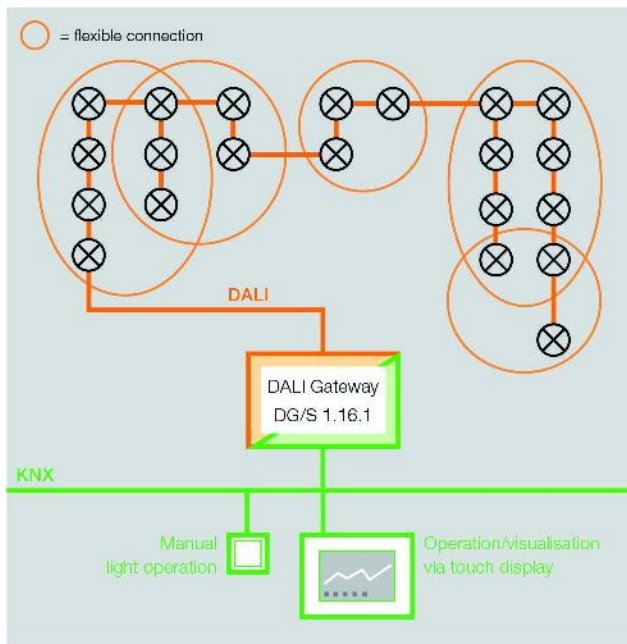 = flexible connection
DALI
DALI Gateway
DG/S 1.16.1
KNX
Manual
light operation
Operation/visualisation
via touch display